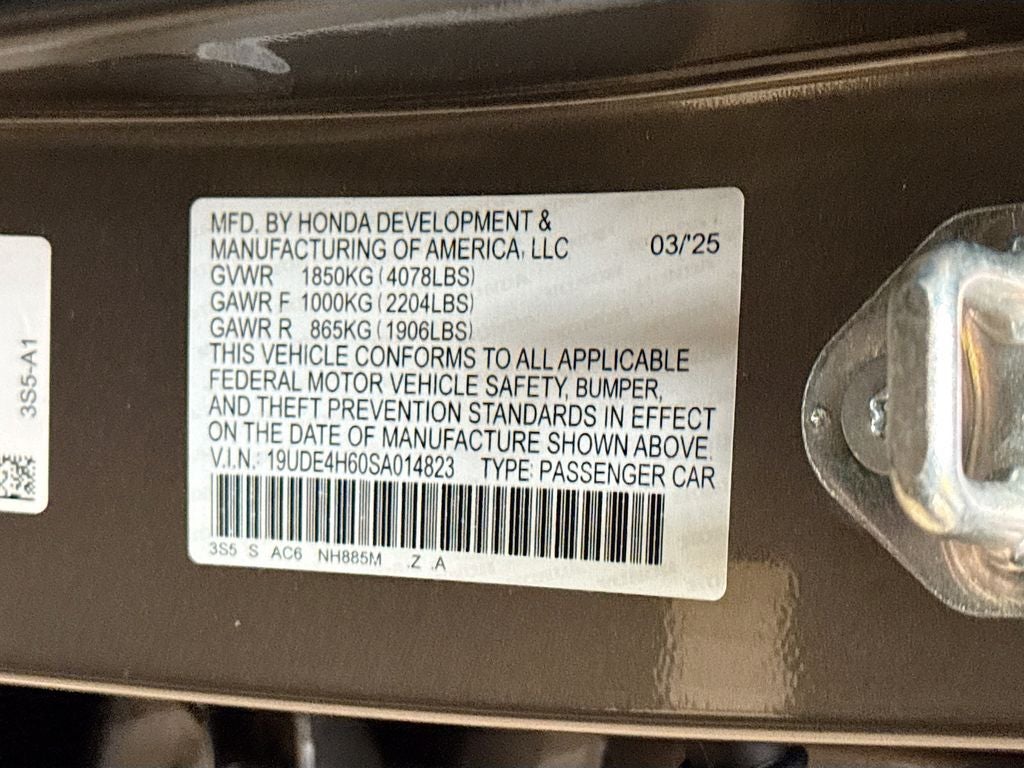 MFD. BY HONDA DEVELOPMENT &
MANUFACTURING OF AMERICA, LLC 03/'25
GVWR 1850KG (4078LBS)
GAWR F 1000KG (2204LBS)
GAWR R 865KG (1906LBS)
THIS VEHICLE CONFORMS TO ALL APPLICABLE
FEDERAL MOTOR VEHICLE SAFETY, BUMPER,
AND THEFT PREVENTION STANDARDS IN EFFECT
ON THE DATE OF MANUFACTURE SHOWN ABOVE.
V.I.N.: 19UDE4H60SA014823 TYPE: PASSENGER CAR
3S5 S AC6 NH885M .Z .A
3S5-A1